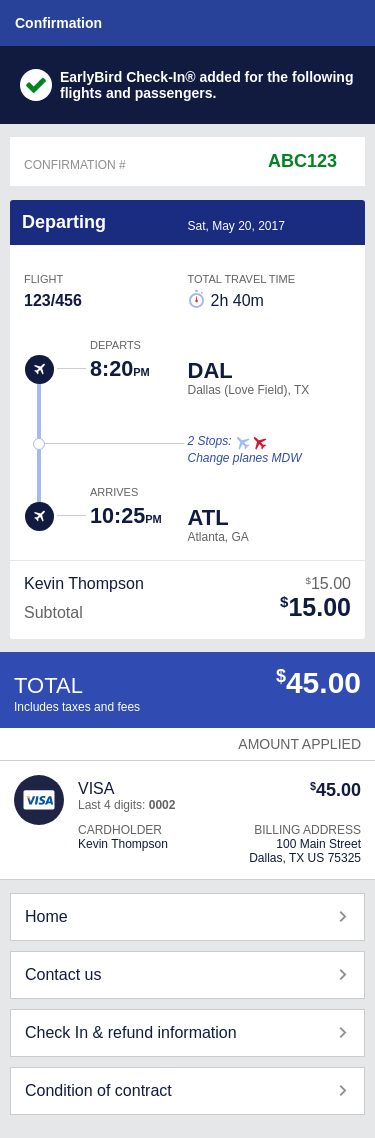 Confirmation
EarlyBird Check-In® added for the following
flights and passengers.
CONFIRMATION #
ABC123
Departing
Sat, May 20, 2017
FLIGHT
TOTAL TRAVEL TIME
123/456
2h 40m
DEPARTS
8:20PM
DAL
Dallas (Love Field), TX
2 Stops:
Change planes MDW
ARRIVES
10:25PM
ATL
Atlanta, GA
Kevin Thompson
$15.00
Subtotal
$15.00
TOTAL
$45.00
Includes taxes and fees
AMOUNT APPLIED
VISA
VISA
$45.00
Last 4 digits: 0002
CARDHOLDER
BILLING ADDRESS
Kevin Thompson
100 Main Street
Dallas, TX US 75325
Home
Contact us
Check In & refund information
Condition of contract